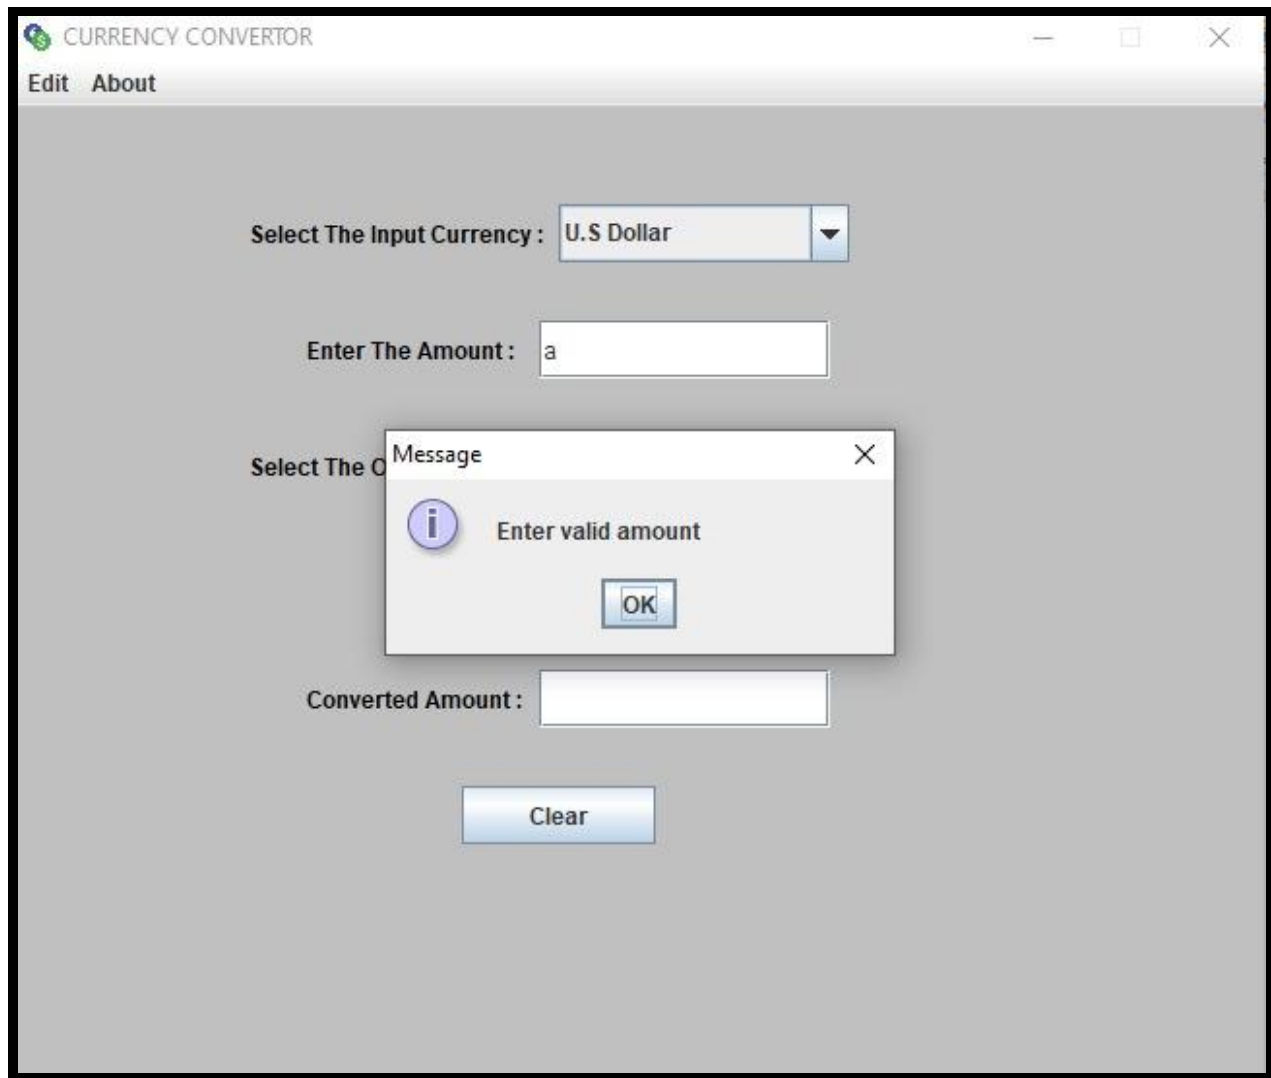 CURRENCY CONVERTOR
Edit About
Select The Input Currency : U.S Dollar
Enter The Amount : a
Select The
Message
Enter valid amount
OK
Converted Amount :
Clear